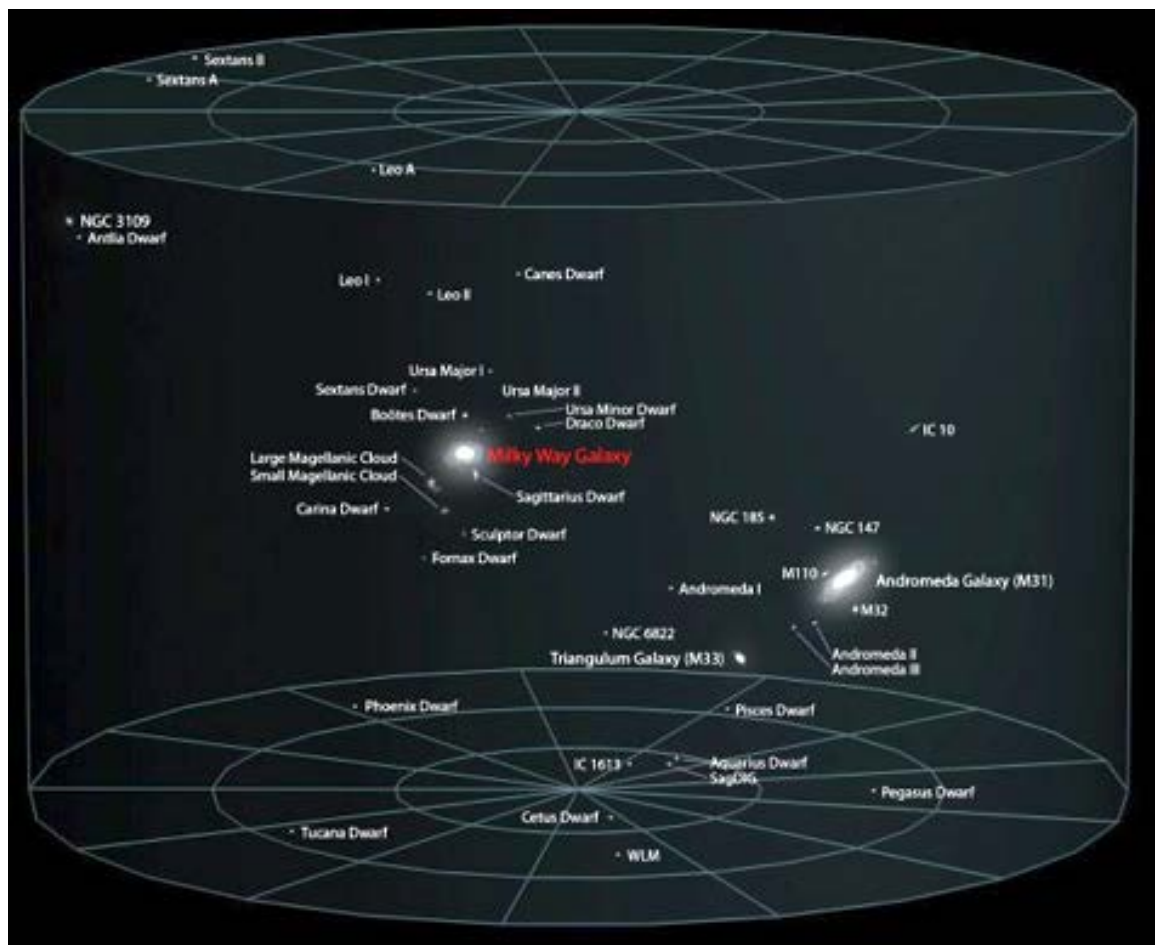 Sextans B
Sextans A
Leo A
NGC 3109
Antlia Dwarf
Canes Dwarf
Leo I
Leo II
Ursa Major I
Sextans Dwarf
Ursa Major II
Boötes Dwarf
Ursa Minor Dwarf
Draco Dwarf
IC 10
Large Magellanic Cloud
Milky Way Galaxy
Small Magellanic Cloud
Sagittarius Dwarf
Carina Dwarf
NGC 185
NGC 147
Sculptor Dwarf
Fornax Dwarf
M110
Andromeda Galaxy (M31)
Andromeda I
M32
NGC 6822
Triangulum Galaxy (M33)
Andromeda II
Andromeda III
Phoenix Dwarf
Pisces Dwarf
IC 1613
Aquarius Dwarf
SagDIG
Pegasus Dwarf
Cetus Dwarf
Tucana Dwarf
WLM